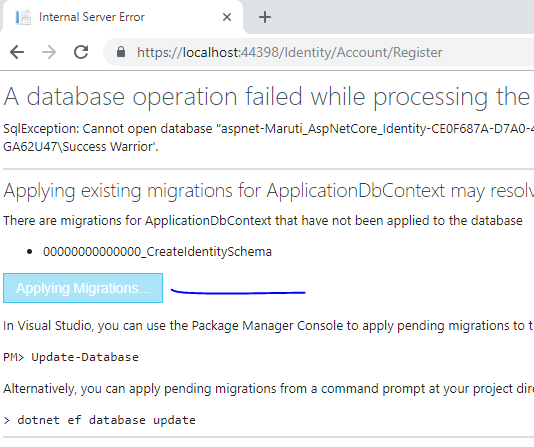 Internal Server Error
https://localhost:44398/Identity/Account/Register
A database operation failed while processing the
SqlException: Cannot open database "aspnet-Maruti_AspNetCore_Identity-CE0F687A-D7A0-4
GA62U47\Success Warrior'.
Applying existing migrations for ApplicationDbContext may resolv
There are migrations for ApplicationDbContext that have not been applied to the database
• 00000000000000_CreateIdentitySchema
Applying Migrations...
In Visual Studio, you can use the Package Manager Console to apply pending migrations to t
PM> Update-Database
Alternatively, you can apply pending migrations from a command prompt at your project dire
> dotnet ef database update